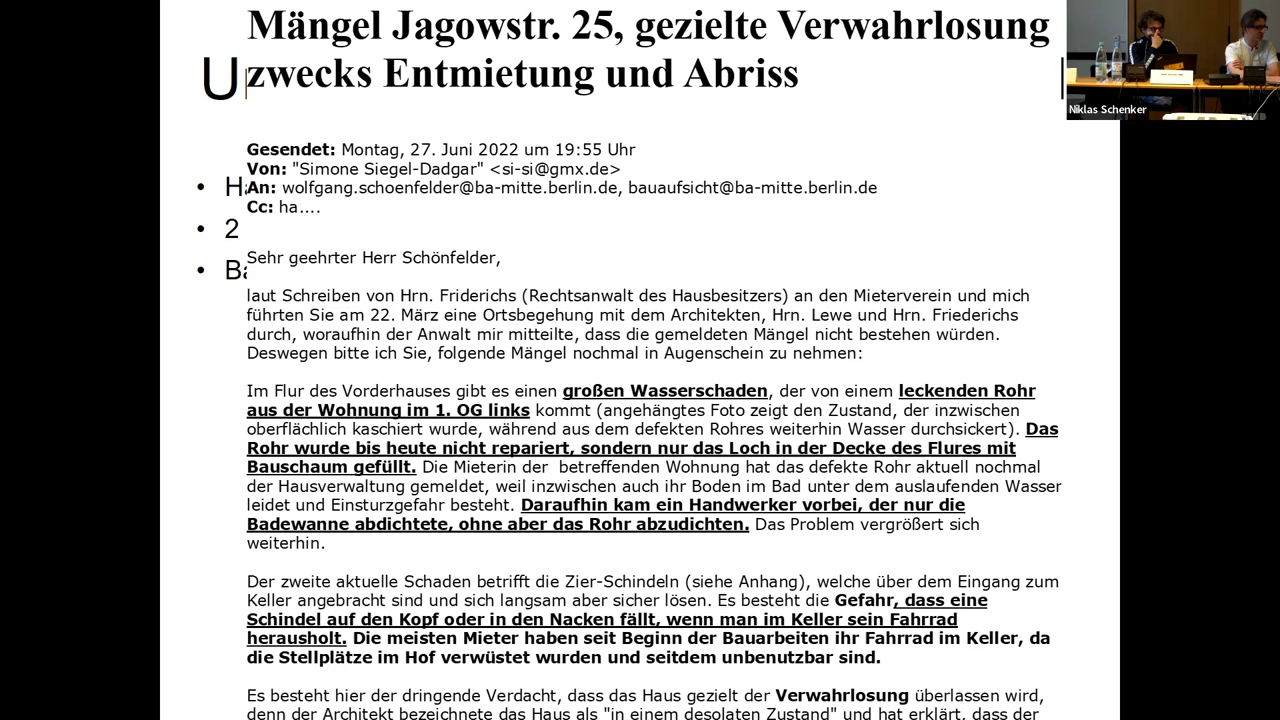 Mängel Jagowstr. 25, gezielte Verwahrlosung
zwecks Entmietung und Abriss
U
Niklas Schenker
Gesendet: Montag, 27. Juni 2022 um 19:55 Uhr
Von: "Simone Siegel-Dadgar" <si-si@gmx.de>
• H
An: wolfgang.schoenfelder@ba-mitte.berlin.de, bauaufsicht@ba-mitte.berlin.de
Cc: ha....
• 2
Sehr geehrter Herr Schönfelder,
• Ba
laut Schreiben von Hrn. Friderichs (Rechtsanwalt des Hausbesitzers) an den Mieterverein und mich
führten Sie am 22. März eine Ortsbegehung mit dem Architekten, Hrn. Lewe und Hrn. Friederichs
durch, woraufhin der Anwalt mir mitteilte, dass die gemeldeten Mängel nicht bestehen würden.
Deswegen bitte ich Sie, folgende Mängel nochmal in Augenschein zu nehmen:
Im Flur des Vorderhauses gibt es einen großen Wasserschaden, der von einem leckenden Rohr
aus der Wohnung im 1. OG links kommt (angehängtes Foto zeigt den Zustand, der inzwischen
oberflächlich kaschiert wurde, während aus dem defekten Rohres weiterhin Wasser durchsickert). Das
Rohr wurde bis heute nicht repariert, sondern nur das Loch in der Decke des Flures mit
Bauschaum gefüllt. Die Mieterin der betreffenden Wohnung hat das defekte Rohr aktuell nochmal
der Hausverwaltung gemeldet, weil inzwischen auch ihr Boden im Bad unter dem auslaufenden Wasser
leidet und Einsturzgefahr besteht. Daraufhin kam ein Handwerker vorbei, der nur die
Badewanne abdichtete, ohne aber das Rohr abzudichten. Das Problem vergrößert sich
weiterhin.
Der zweite aktuelle Schaden betrifft die Zier-Schindeln (siehe Anhang), welche über dem Eingang zum
Keller angebracht sind und sich langsam aber sicher lösen. Es besteht die Gefahr, dass eine
Schindel auf den Kopf oder in den Nacken fällt, wenn man im Keller sein Fahrrad
herausholt. Die meisten Mieter haben seit Beginn der Bauarbeiten ihr Fahrrad im Keller, da
die Stellplätze im Hof verwüstet wurden und seitdem unbenutzbar sind.
Es besteht hier der dringende Verdacht, dass das Haus gezielt der Verwahrlosung überlassen wird,
denn der Architekt bezeichnete das Haus als "in einem desolaten Zustand" und hat erklärt, dass der